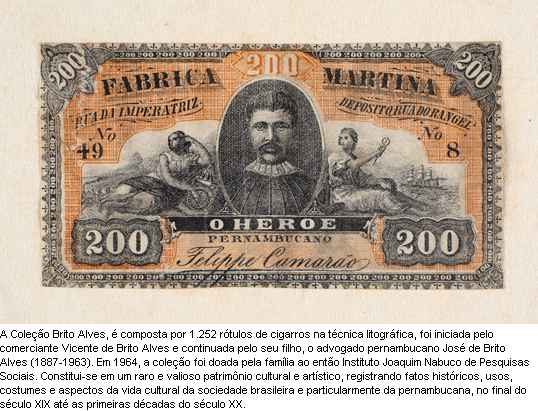 200 FABRICA 200 MARTINA 200
RUA DA IMPERATRIZ. DEPOSITO RUA DO RANGEL
No No
49 8
O HEROE
PERNAMBUCANO
200 Filippe Camarão 200
A Coleção Brito Alves, é composta por 1.252 rótulos de cigarros na técnica litográfica, foi iniciada pelo
comerciante Vicente de Brito Alves e continuada pelo seu filho, o advogado pernambucano José de Brito
Alves (1887-1963). Em 1964, a coleção foi doada pela família ao então Instituto Joaquim Nabuco de Pesquisas
Sociais. Constitui-se em um raro e valioso patrimônio cultural e artístico, registrando fatos históricos, usos,
costumes e aspectos da vida cultural da sociedade brasileira e particularmente da pernambucana, no final do
século XIX até as primeiras décadas do século XX.